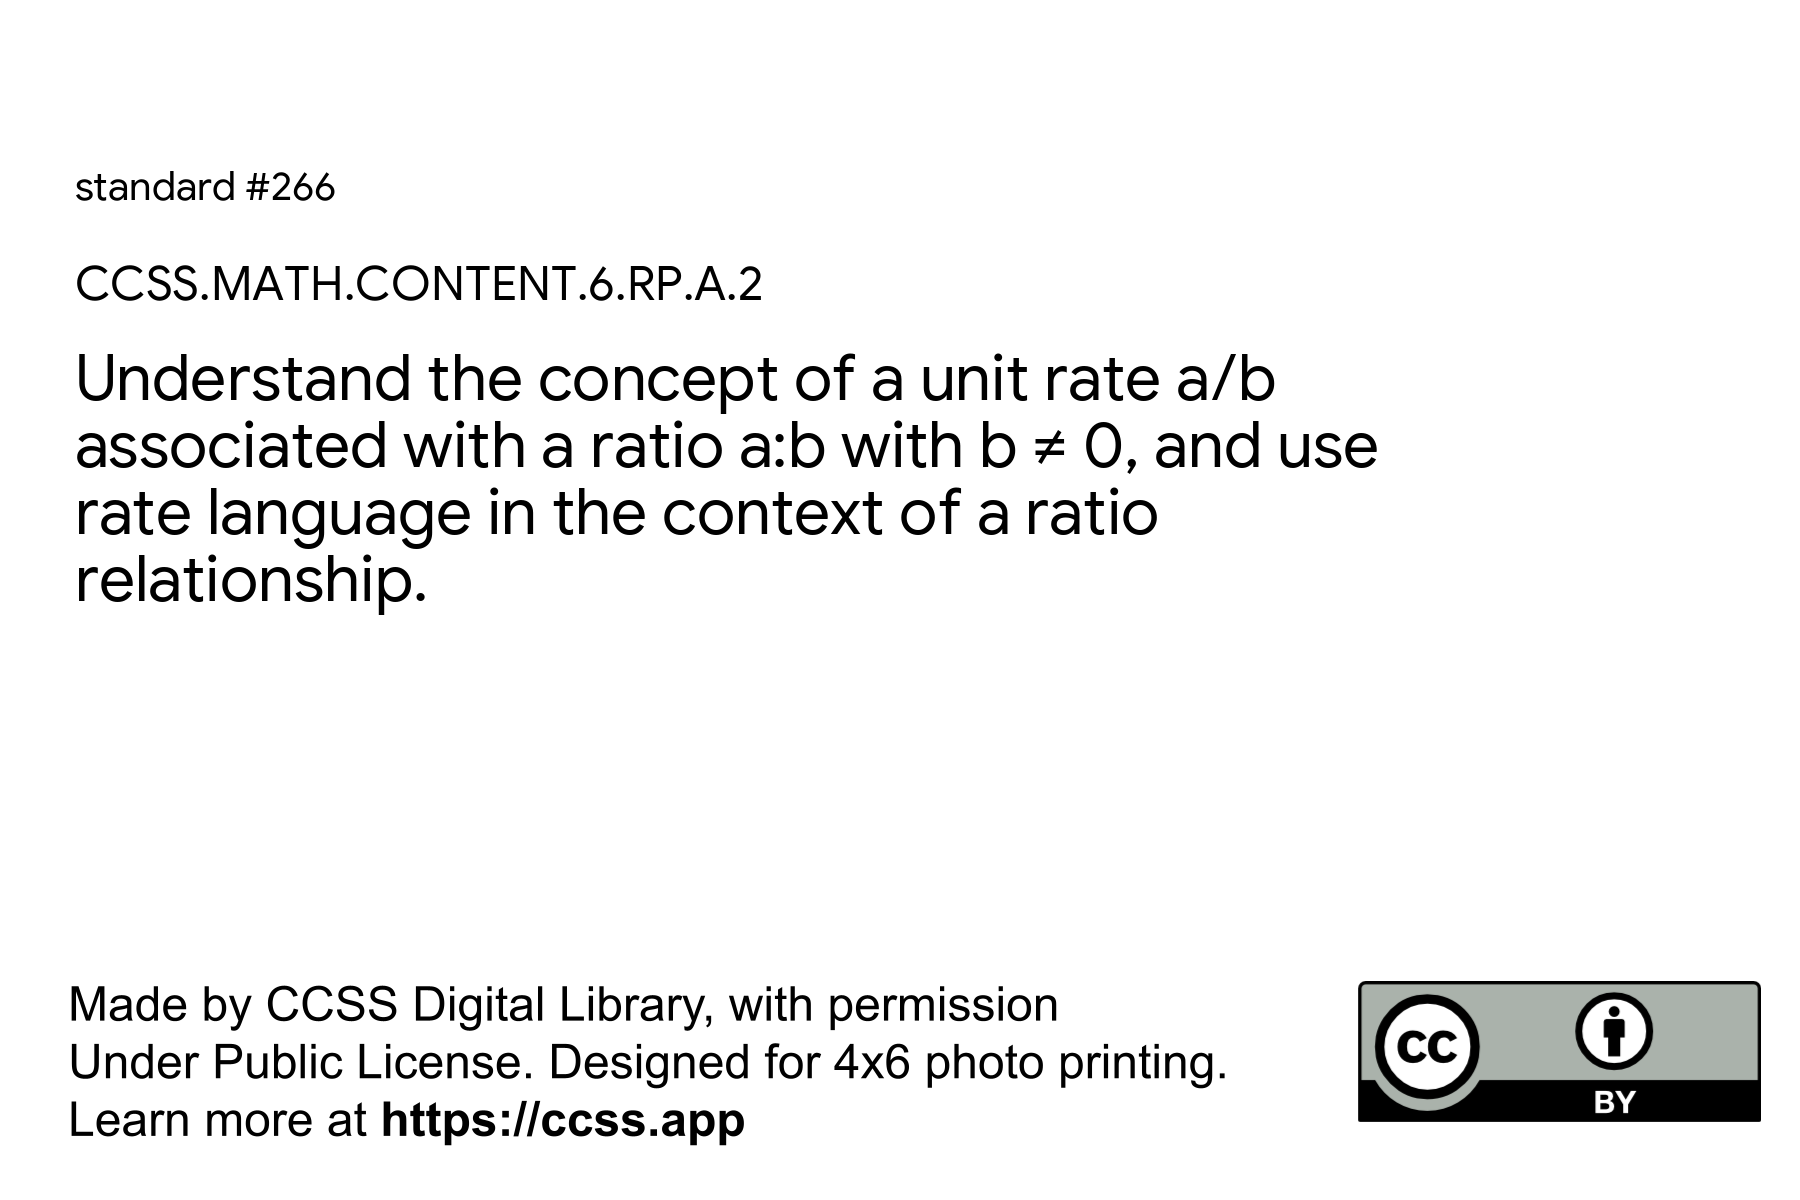 standard #266
CCSS.MATH.CONTENT.6.RP.A.2
Understand the concept of a unit rate a/b
associated with a ratio a:b with b ≠ 0, and use
rate language in the context of a ratio
relationship.
Made by CCSS Digital Library, with permission
Under Public License. Designed for 4x6 photo printing.
Learn more at https://ccss.app
cc
BY